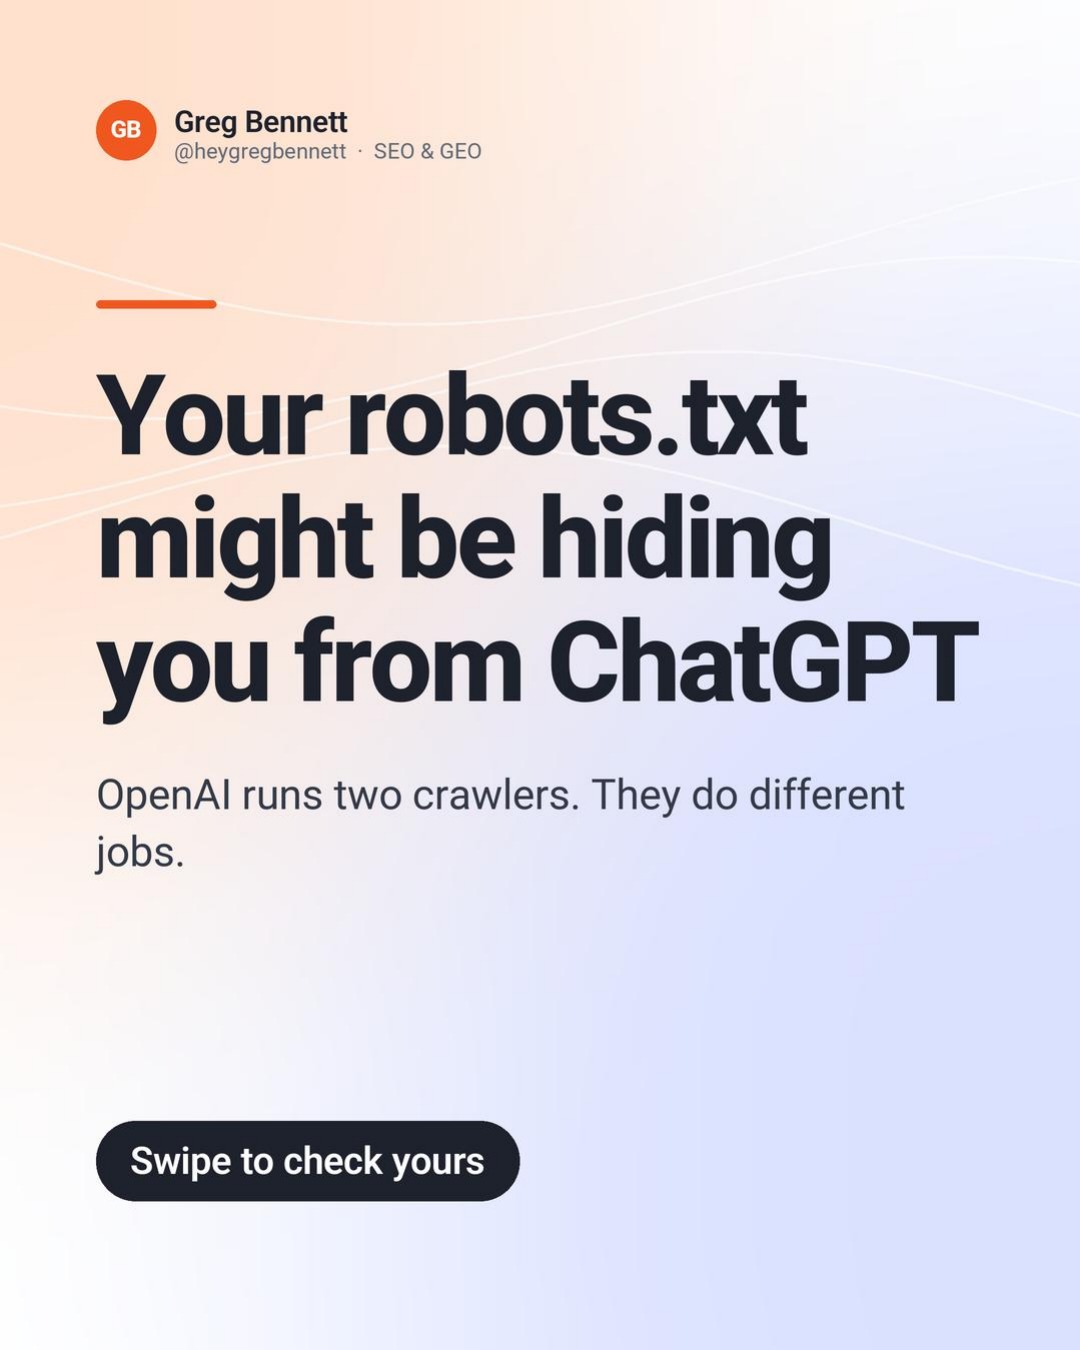 GB
Greg Bennett
@heygregbennett · SEO & GEO
Your robots.txt
might be hiding
you from ChatGPT
OpenAI runs two crawlers. They do different
jobs.
Swipe to check yours